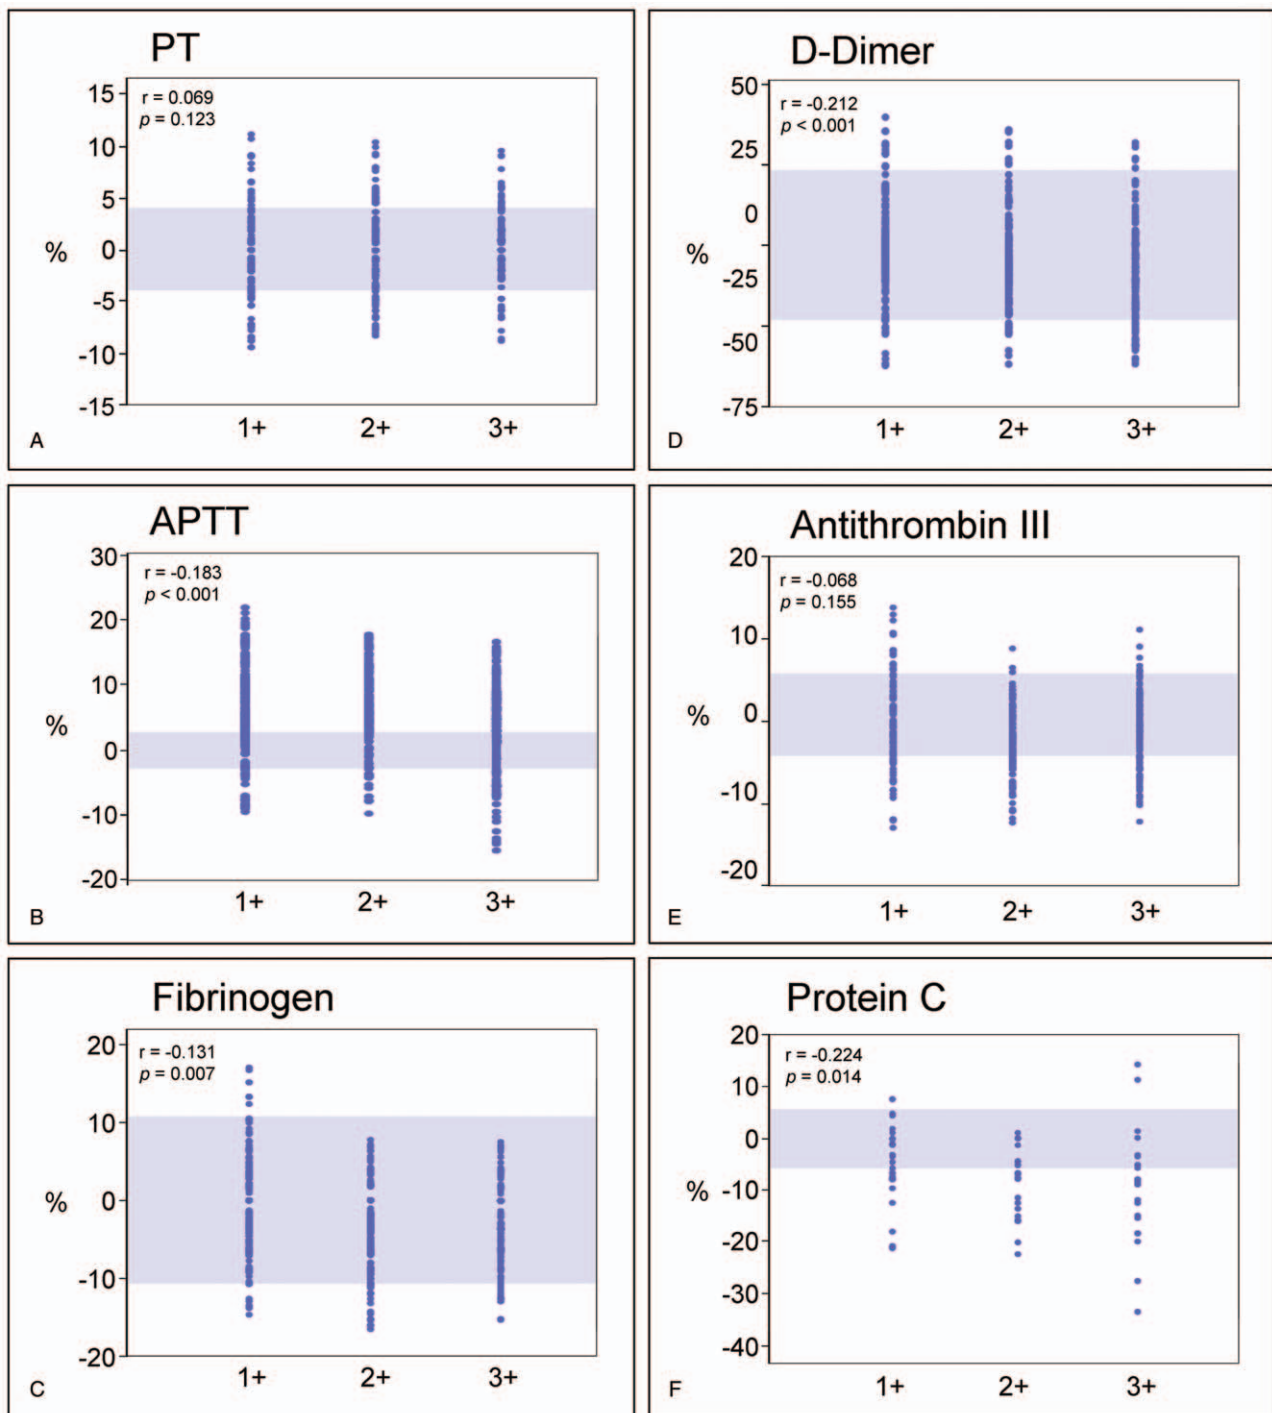 PT
15
r = 0.069
p = 0.123
10
5
%
0
-5
-10
-15
1+ 2+ 3+
A
D-Dimer
50
r = -0.212
p < 0.001
25
0
%
-25
-50
-75
1+ 2+ 3+
D
APTT
30
r = -0.183
p < 0.001
20
10
%
0
-10
-20
1+ 2+ 3+
B
Antithrombin III
20
r = -0.068
p = 0.155
10
0
%
-10
-20
1+ 2+ 3+
E
Fibrinogen
20
r = -0.131
p = 0.007
10
% 0
-10
-20
1+ 2+ 3+
C
Protein C
20
r = -0.224
p = 0.014
10
0
% -10
-20
-30
-40
1+ 2+ 3+
F